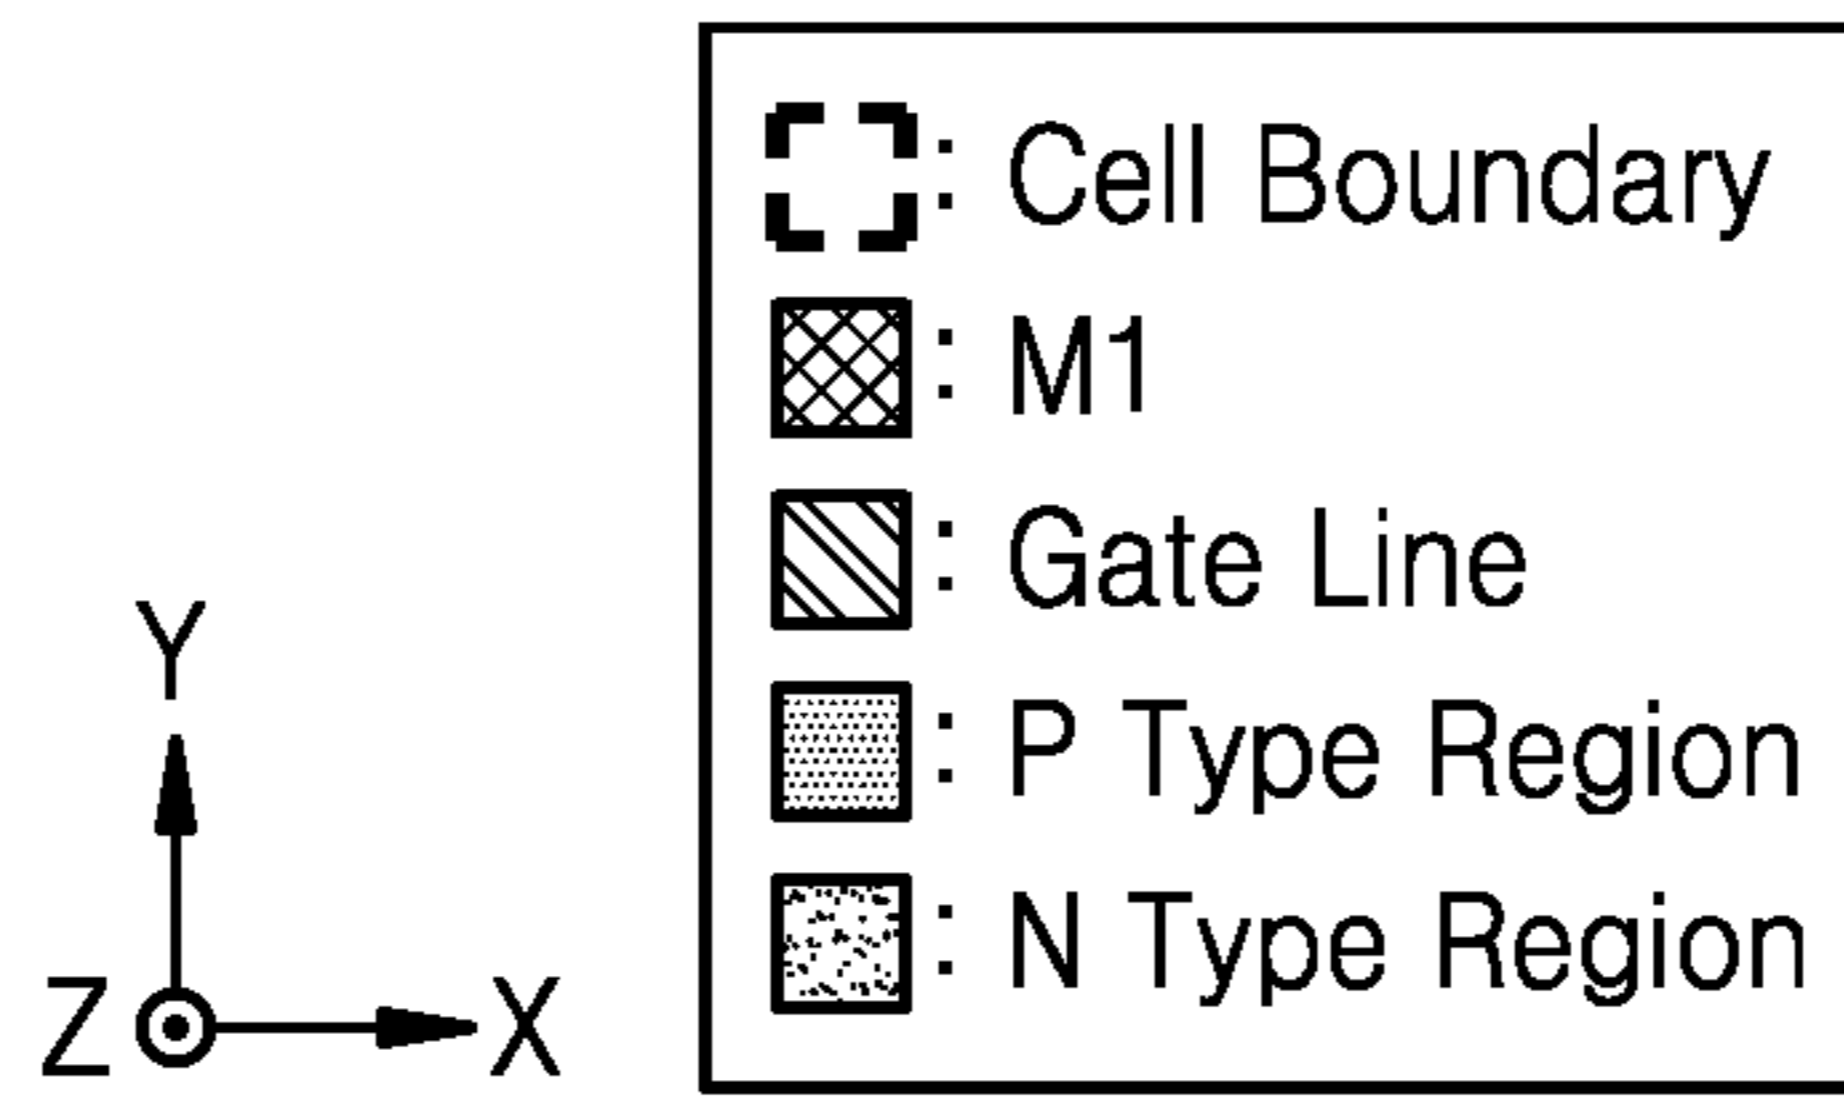 : Cell Boundary
: M1
: Gate Line
Y
: P Type Region
: N Type Region
Z X